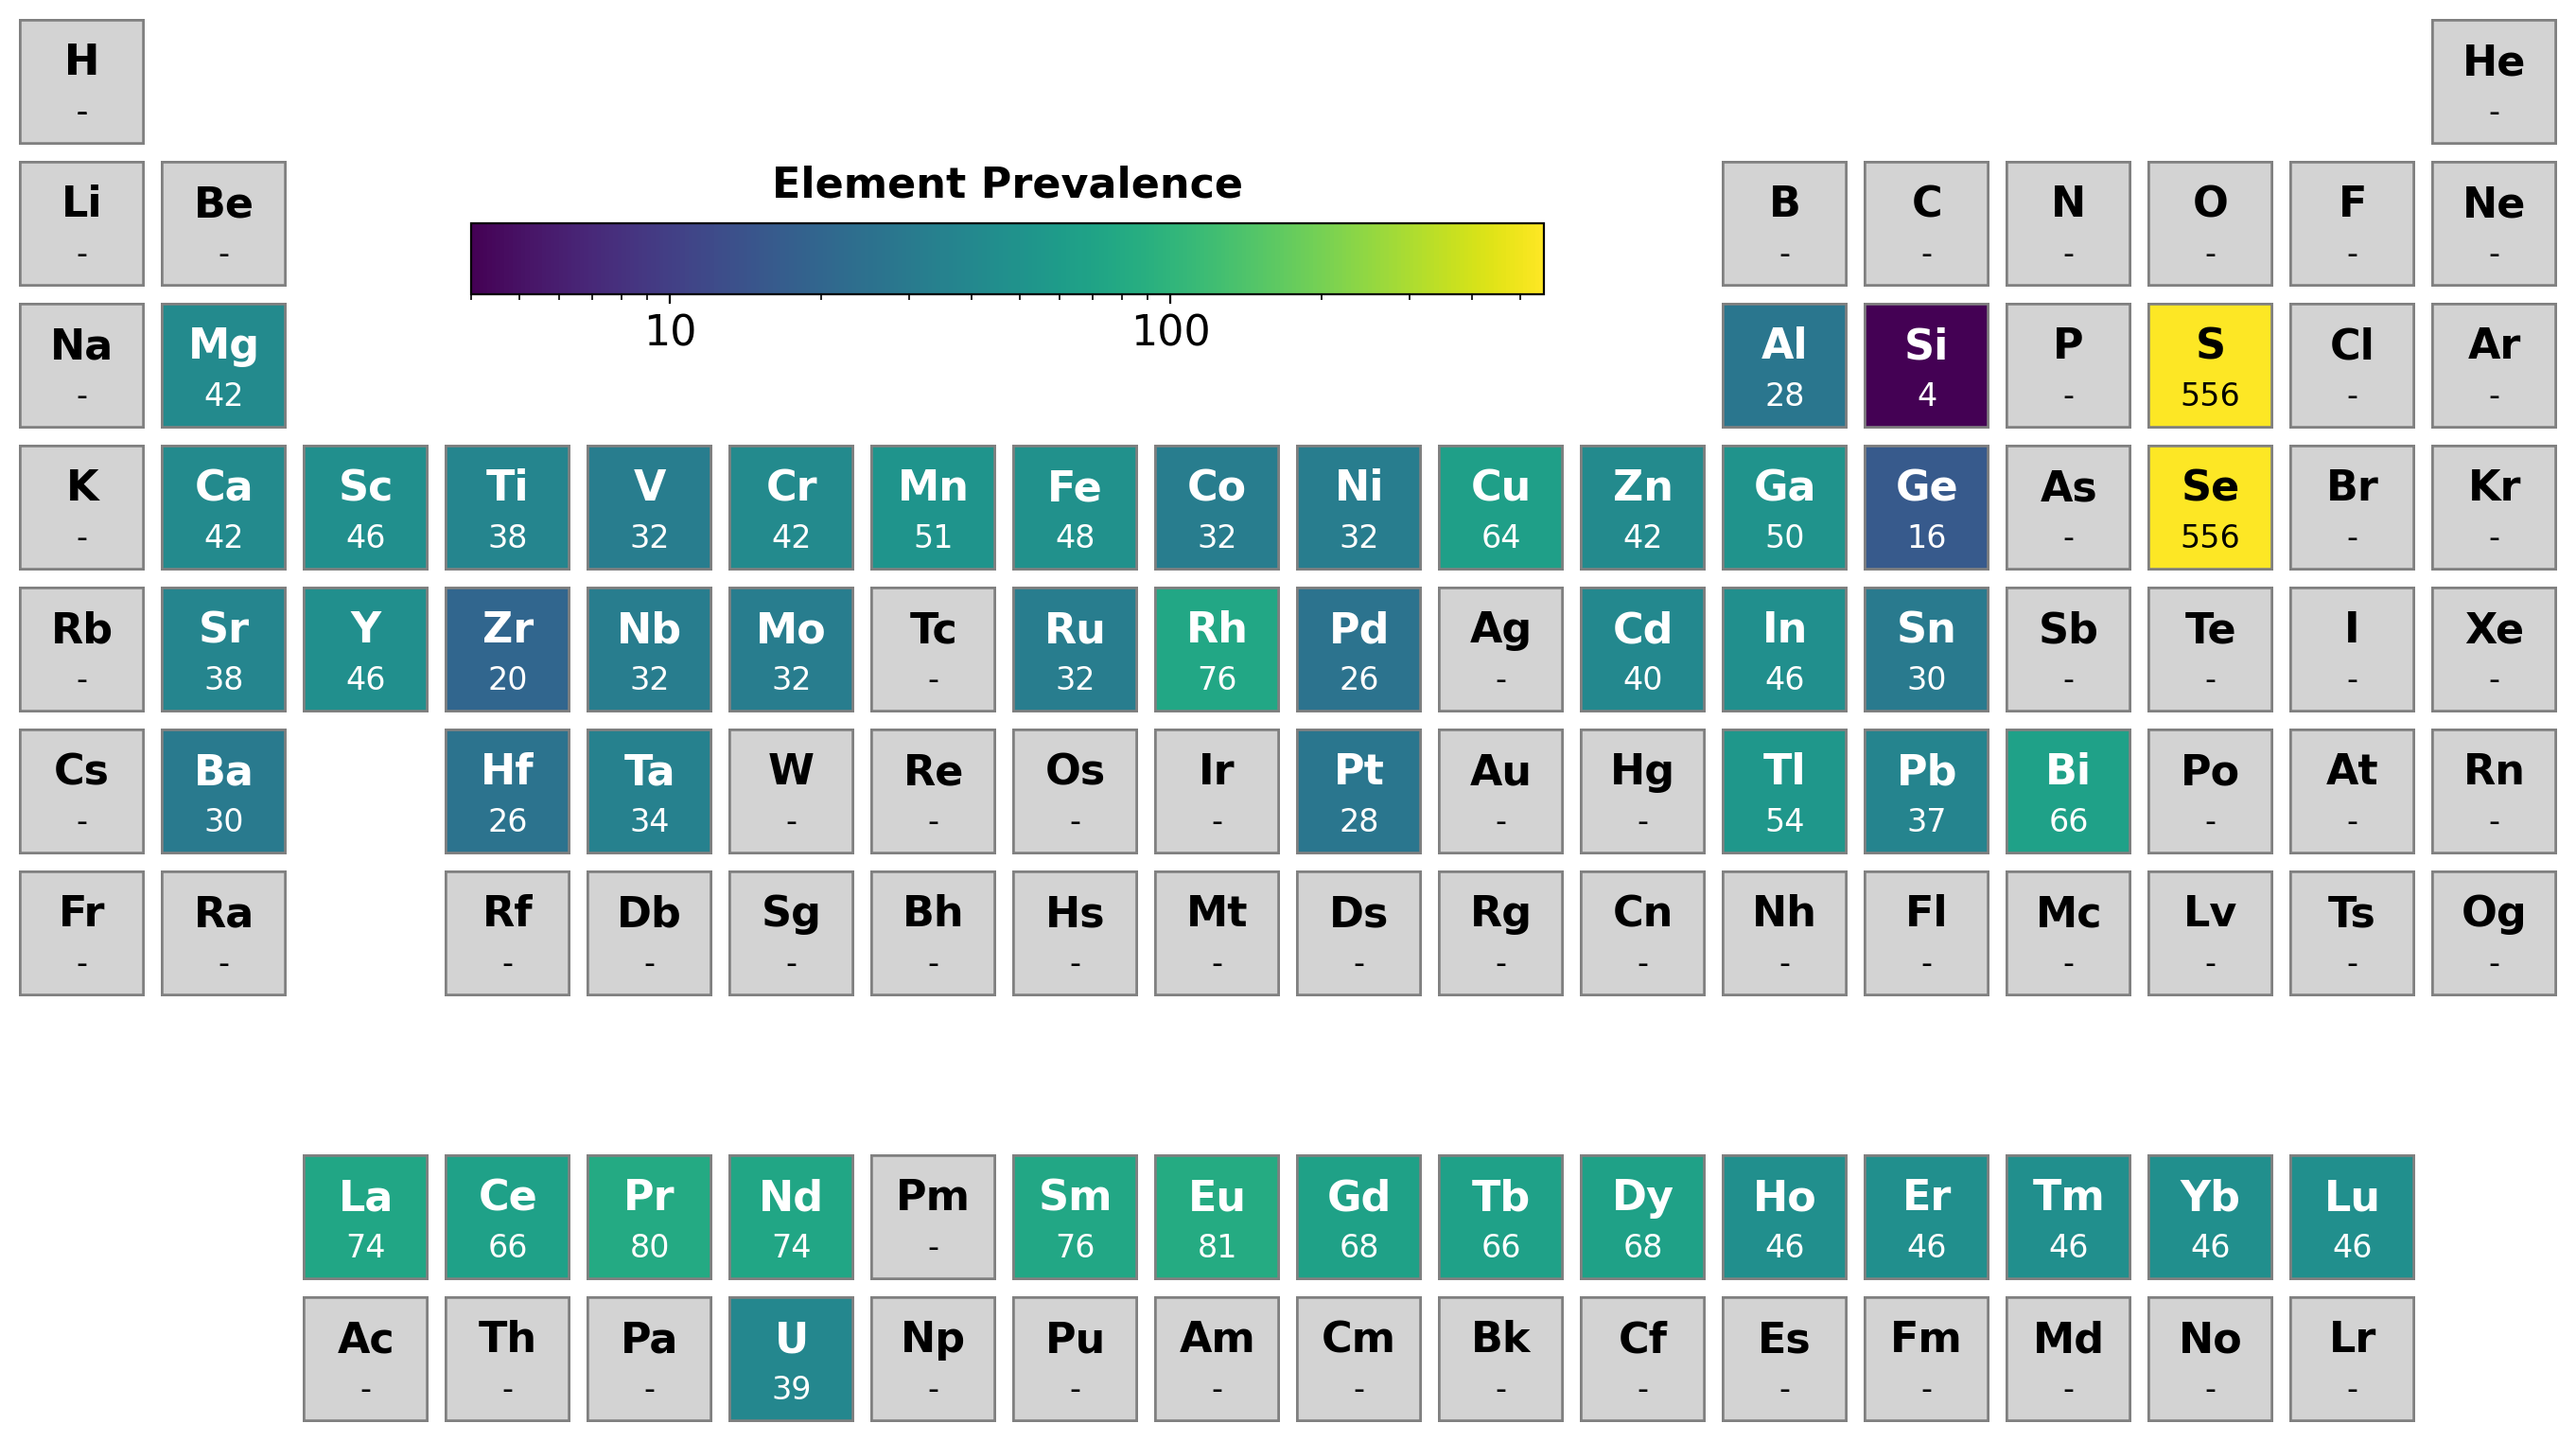 H He
- -
Element Prevalence
Li Be B C N O F Ne
- - - - - - - -
10 100
Na Mg Al Si P S Cl Ar
- 42 28 4 - 556 - -
K Ca Sc Ti V Cr Mn Fe Co Ni Cu Zn Ga Ge As Se Br Kr
- 42 46 38 32 42 51 48 32 32 64 42 50 16 - 556 - -
Rb Sr Y Zr Nb Mo Tc Ru Rh Pd Ag Cd In Sn Sb Te I Xe
- 38 46 20 32 32 - 32 76 26 - 40 46 30 - - - -
Cs Ba Hf Ta W Re Os Ir Pt Au Hg Tl Pb Bi Po At Rn
- 30 26 34 - - - - 28 - - 54 37 66 - - -
Fr Ra Rf Db Sg Bh Hs Mt Ds Rg Cn Nh Fl Mc Lv Ts Og
- - - - - - - - - - - - - - - - -
La Ce Pr Nd Pm Sm Eu Gd Tb Dy Ho Er Tm Yb Lu
74 66 80 74 - 76 81 68 66 68 46 46 46 46 46
Ac Th Pa U Np Pu Am Cm Bk Cf Es Fm Md No Lr
- - - 39 - - - - - - - - - - -